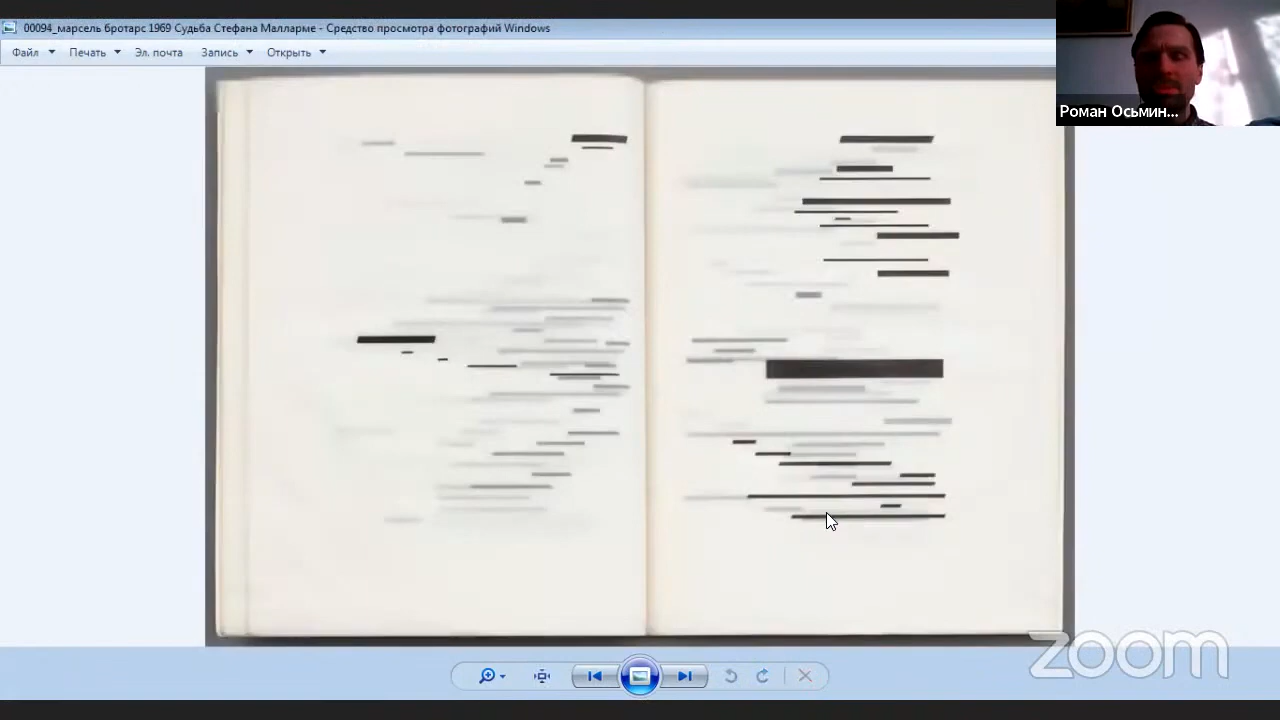 00094_марсель бротарс 1969 Судьба Стефана Малларме - Средство просмотра фотографий Windows
Файл Печать Эл. почта Запись Открыть
Роман Осьмин...
zoom